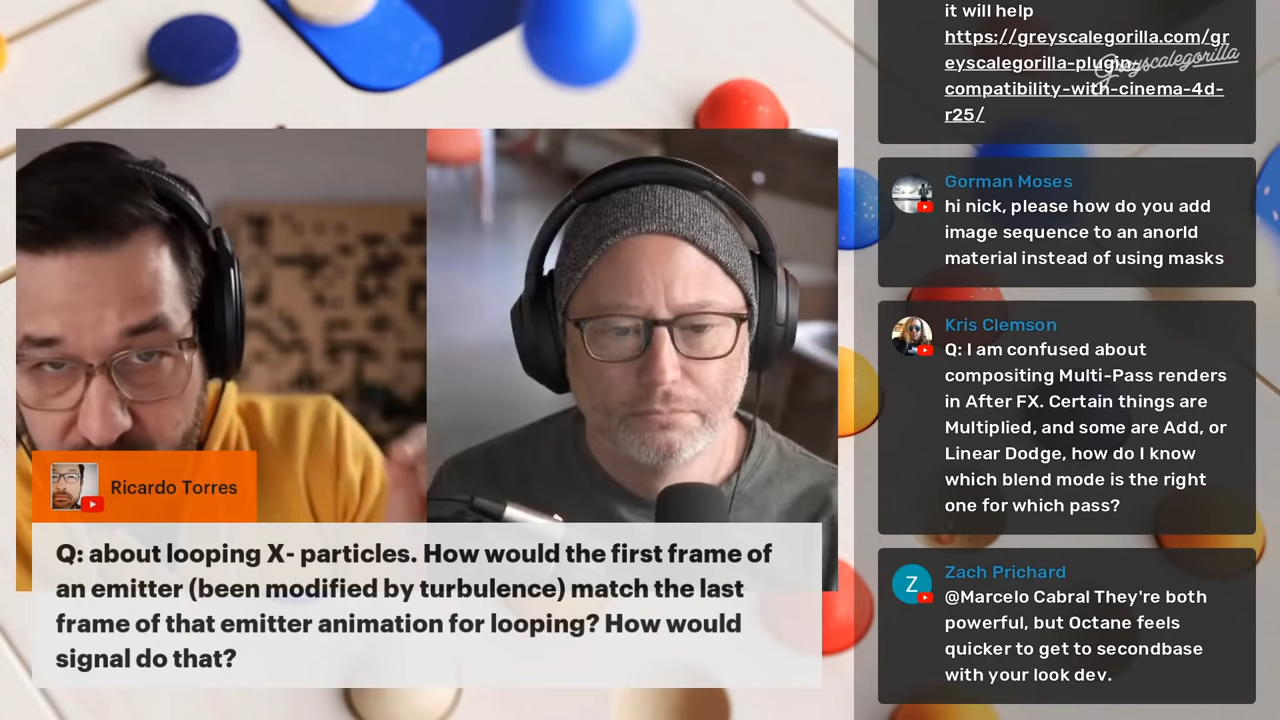 Ricardo Torres
Q: about looping X- particles. How would the first frame of
an emitter (been modified by turbulence) match the last
frame of that emitter animation for looping? How would
signal do that?
it will help
https://greyscalegorilla.com/gr
eyscalegorilla-plugin-
compatibility-with-cinema-4d-
r25/
Greyscalegorilla
Gorman Moses
hi nick, please how do you add
image sequence to an anorld
material instead of using masks
Kris Clemson
Q: I am confused about
compositing Multi-Pass renders
in After FX. Certain things are
Multiplied, and some are Add, or
Linear Dodge, how do I know
which blend mode is the right
one for which pass?
Z
Zach Prichard
@Marcelo Cabral They're both
powerful, but Octane feels
quicker to get to secondbase
with your look dev.